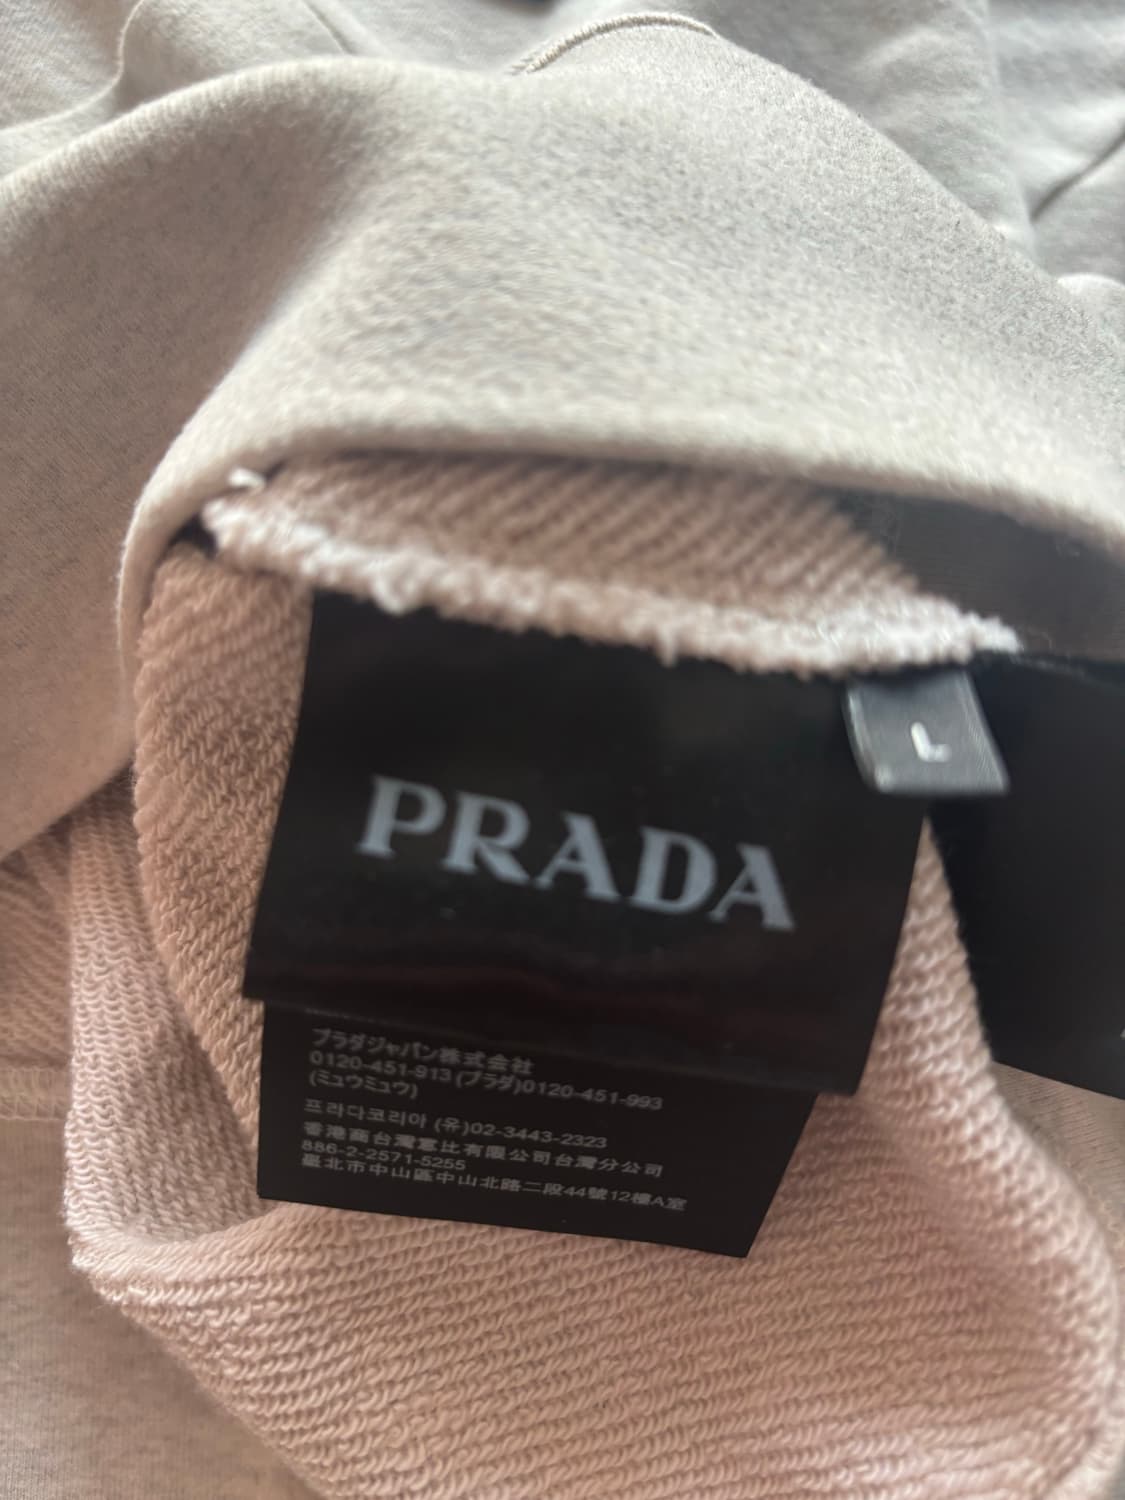 L
PRADA
プラダジャパン株式会社
0120-451-913 (プラダ)0120-451-993
(ミュウミュウ)
프라다코리아 (유)02-3443-2323
香港商台灣寬比有限公司台灣分公司
886-2-2571-5255
臺北市中山區中山北路二段44號12樓A室